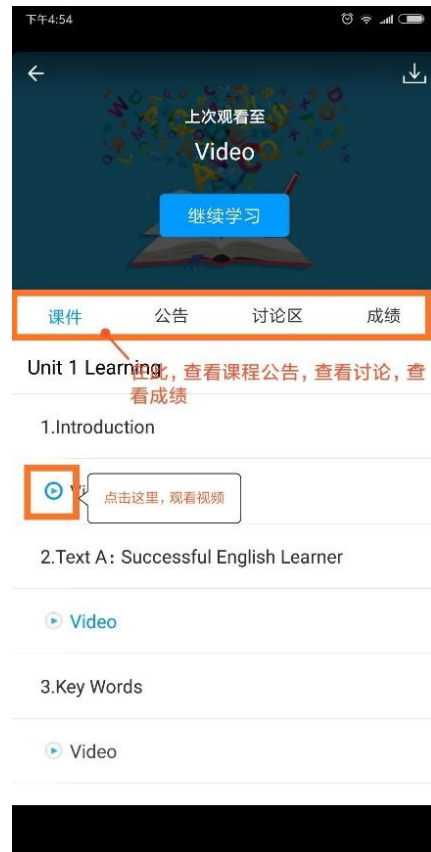 下午4:54
上次观看至
Video
继续学习
课件 公告 讨论区 成绩
Unit 1 Learning
在此，查看课程公告，查看讨论，查
看成绩
1.Introduction
点击这里，观看视频
2.Text A: Successful English Learner
Video
3.Key Words
Video